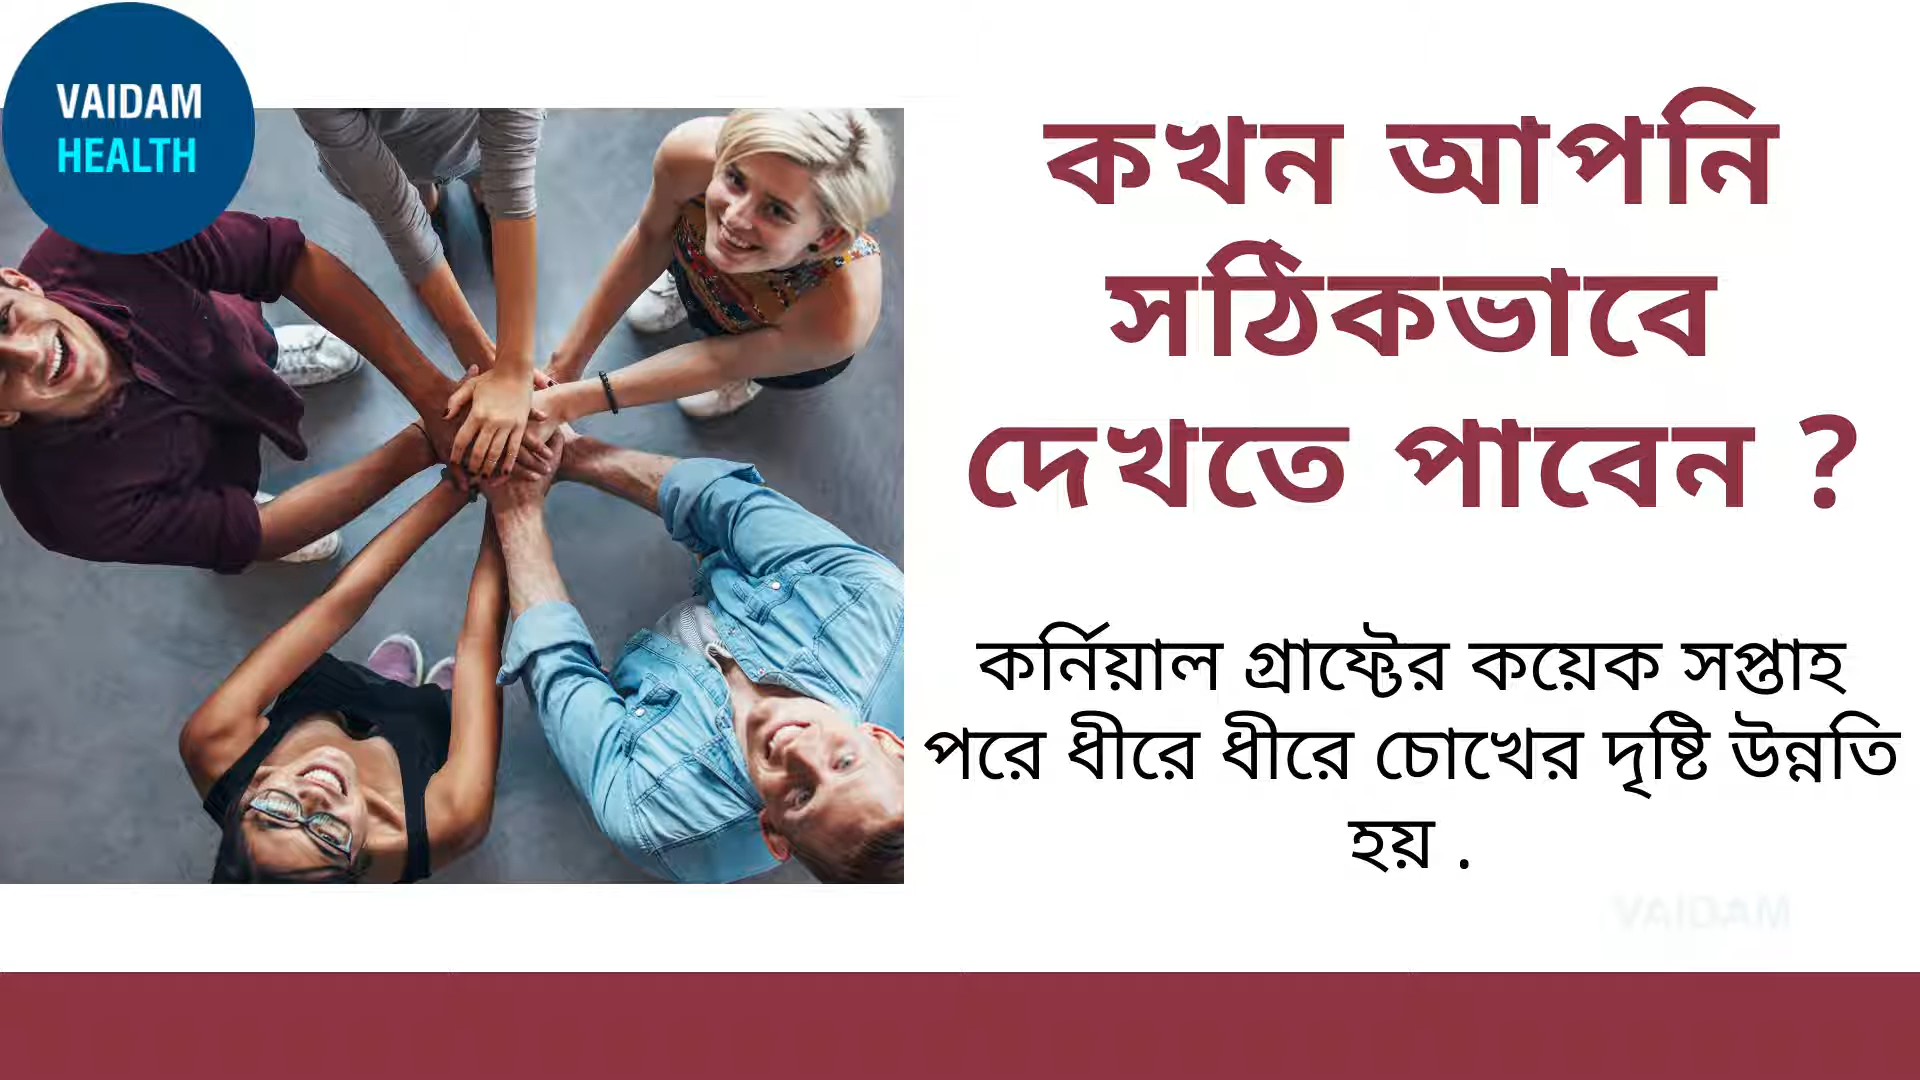 VAIDAM
HEALTH
কখন আপনি
সঠিকভাবে
দেখতে পাবেন ?
কর্নিয়াল গ্রাফ্টের কয়েক সপ্তাহ
পরে ধীরে ধীরে চোখের দৃষ্টি উন্নতি
হয় .
VAIDAM